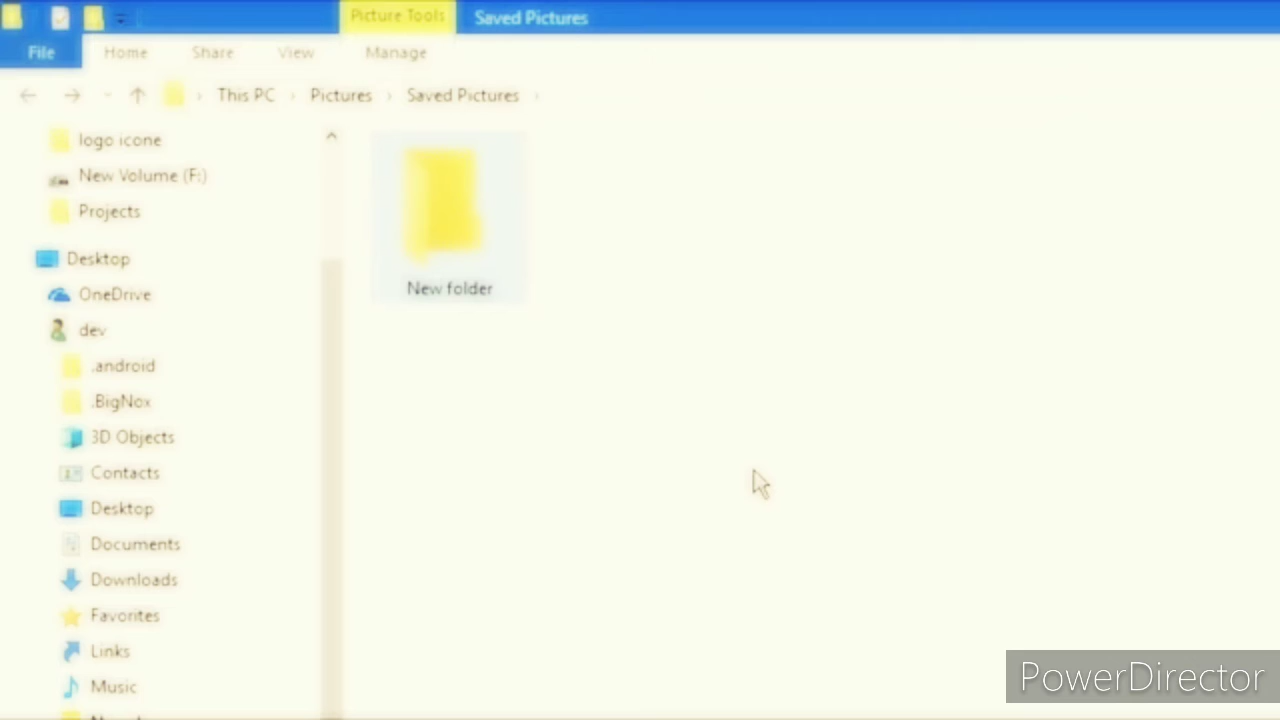 Picture Tools
Saved Pictures
File
Home
Share
View
Manage
This PC
Pictures
Saved Pictures
logo icone
New Volume (F:)
Projects
Desktop
OneDrive
dev
.android
.BigNox
3D Objects
Contacts
Desktop
Documents
Downloads
Favorites
Links
Music
New folder
PowerDirector